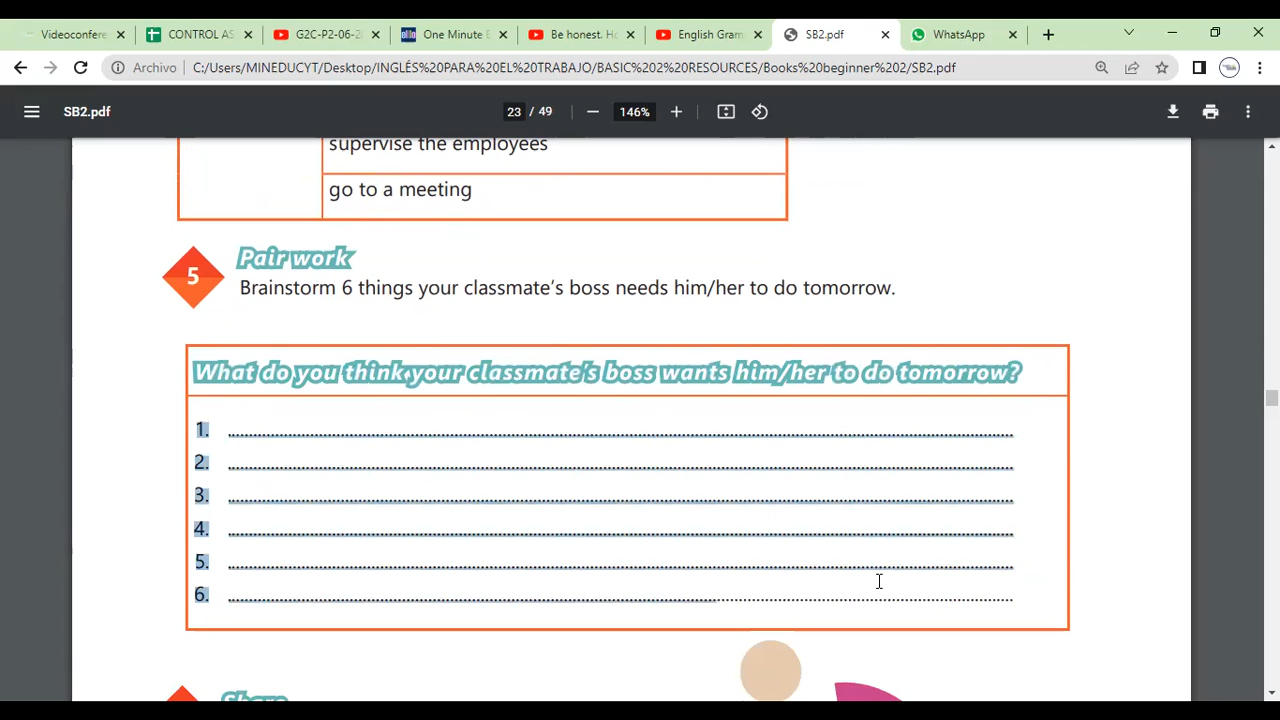 Videoconfere
CONTROL AS
G2C-P2-06-2
One Minute E
Be honest. Ho
English Gram
SB2.pdf
WhatsApp
Archivo
C:/Users/MINEDUCYT/Desktop/INGLÉS%20PARA%20EL%20TRABAJO/BASIC%202%20RESOURCES/Books%20beginner%202/SB2.pdf
SB2.pdf
23 / 49
146%
supervise the employees
go to a meeting
5
Pair work
Brainstorm 6 things your classmate's boss needs him/her to do tomorrow.
What do you think your classmate's boss wants him/her to do tomorrow?
1.
2.
3.
4.
5.
6.
Share